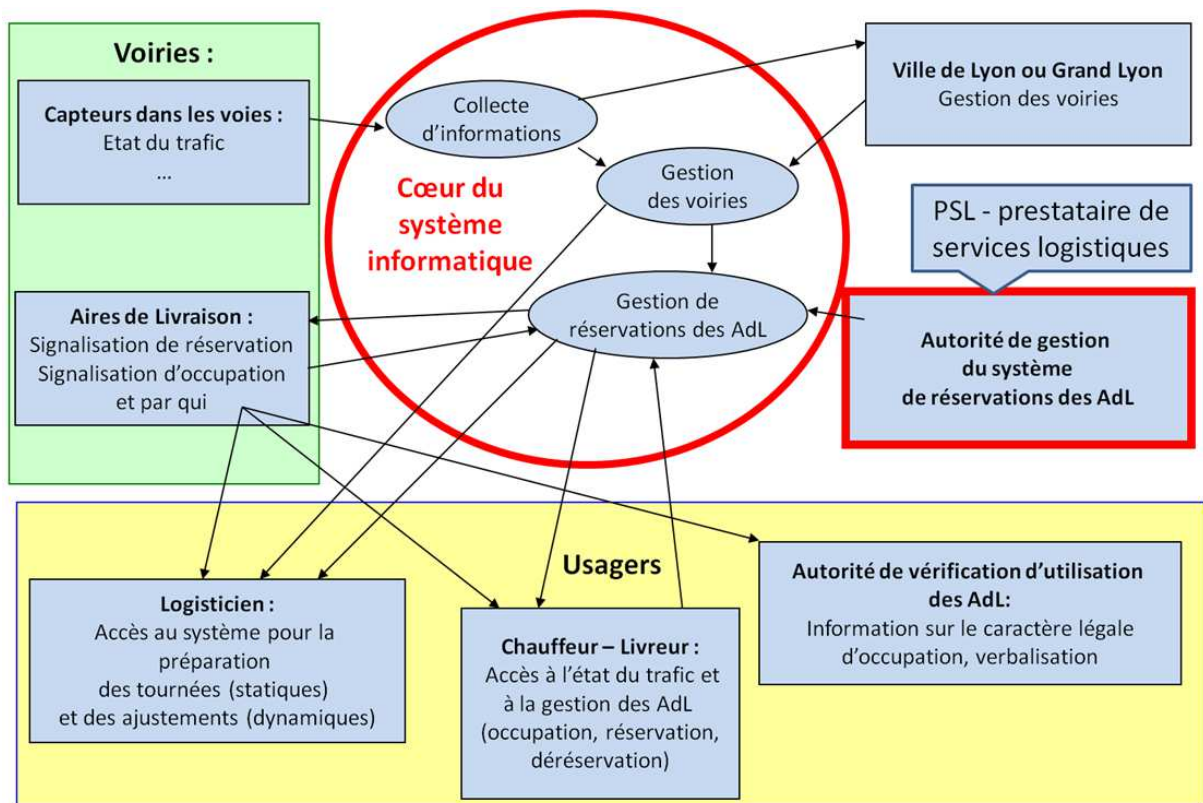 Voiries :
Capteurs dans les voies :
Etat du trafic
...
Aires de Livraison :
Signalisation de réservation
Signalisation d'occupation
et par qui
Collecte
d'informations
Gestion
des voiries
Cœur du
système
informatique
Gestion de
réservations des AdL
Ville de Lyon ou Grand Lyon
Gestion des voiries
PSL - prestataire de
services logistiques
Autorité de gestion
du système
de réservations des AdL
Usagers
Logisticien :
Accès au système pour la
préparation
des tournées (statiques)
et des ajustements (dynamiques)
Chauffeur – Livreur :
Accès à l'état du trafic et
à la gestion des AdL
(occupation, réservation,
déréservation)
Autorité de vérification d'utilisation
des AdL:
Information sur le caractère légale
d'occupation, verbalisation